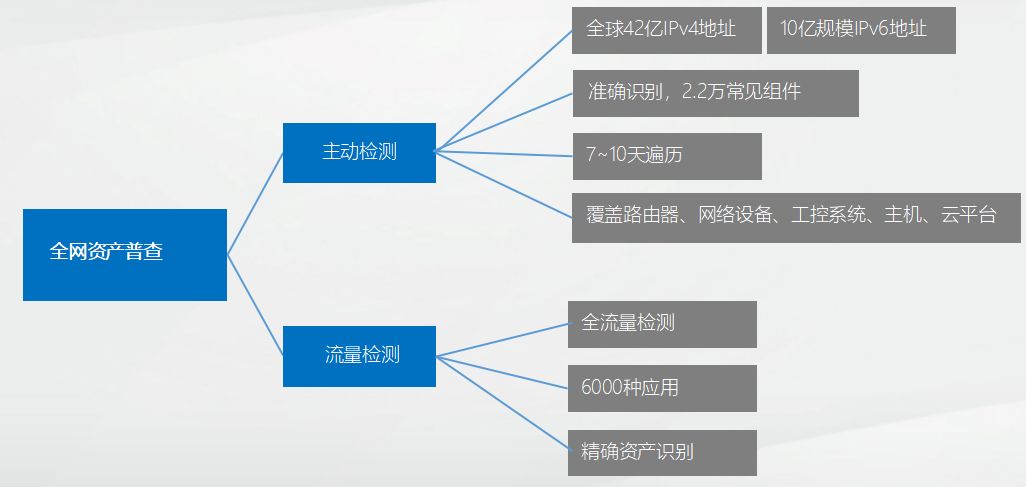 全球42亿IPv4地址
10亿规模IPv6地址
准确识别，2.2万常见组件
主动检测
7~10天遍历
覆盖路由器、网络设备、工控系统、主机、云平台
全网资产普查
全流量检测
流量检测
6000种应用
精确资产识别